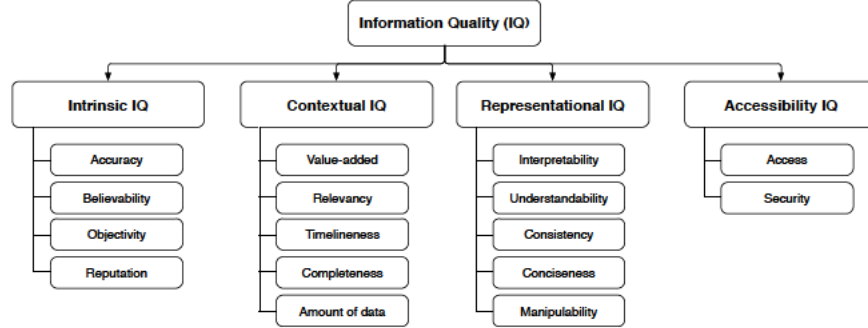 Information Quality (IQ)
Intrinsic IQ
Accuracy
Believability
Objectivity
Reputation
Contextual IQ
Value-added
Relevancy
Timelineness
Completeness
Amount of data
Representational IQ
Interpretability
Understandability
Consistency
Conciseness
Manipulability
Accessibility IQ
Access
Security